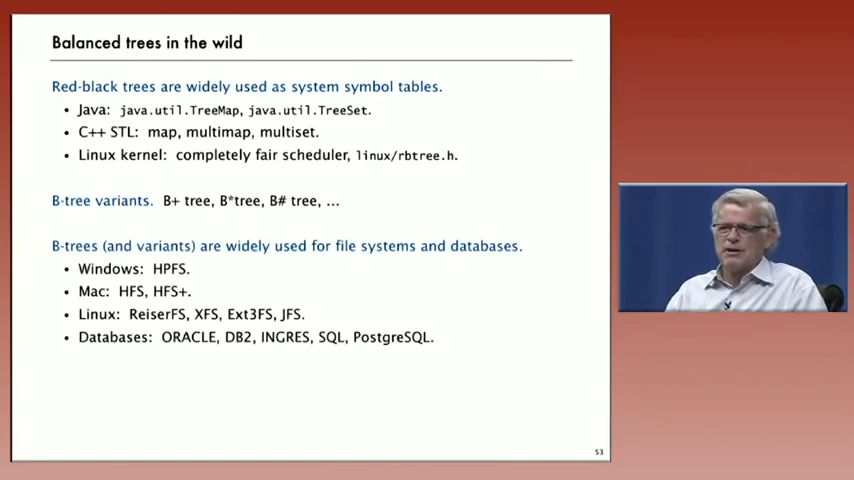 Balanced trees in the wild
Red-black trees are widely used as system symbol tables.
• Java: java.util.TreeMap, java.util.TreeSet.
• C++ STL: map, multimap, multiset.
• Linux kernel: completely fair scheduler, linux/rbtree.h.
B-tree variants. B+ tree, B*tree, B# tree, ...
B-trees (and variants) are widely used for file systems and databases.
• Windows: HPFS.
• Mac: HFS, HFS+.
• Linux: ReiserFS, XFS, Ext3FS, JFS.
• Databases: ORACLE, DB2, INGRES, SQL, PostgreSQL.
53